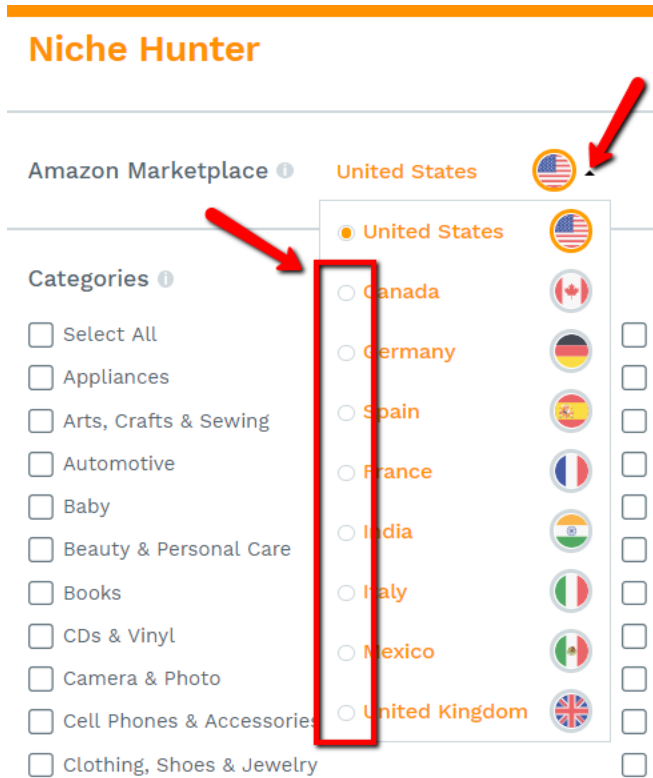 Niche Hunter
Amazon Marketplace
United States
United States
Canada
Germany
Spain
France
India
Italy
Mexico
United Kingdom
Categories
Select All
Appliances
Arts, Crafts & Sewing
Automotive
Baby
Beauty & Personal Care
Books
CDs & Vinyl
Camera & Photo
Cell Phones & Accessories
Clothing, Shoes & Jewelry